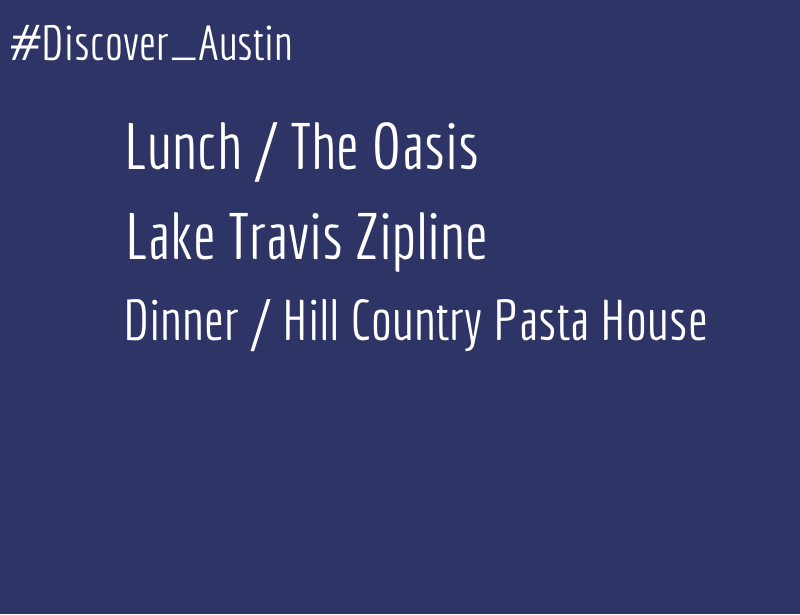 #Discover_Austin
Lunch / The Oasis
Lake Travis Zipline
Dinner / Hill Country Pasta House